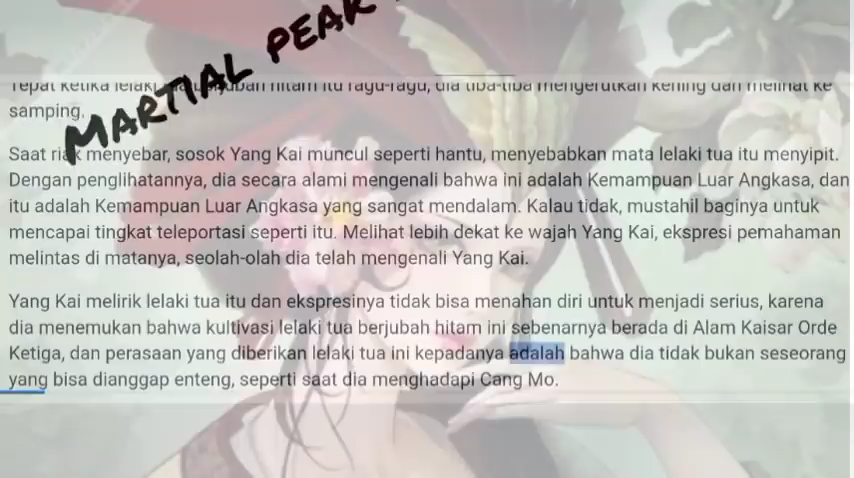 MARTIAL PEAK
Tepat ketika lelaki tua berjubah hitam itu ragu-ragu, dia tiba-tiba mengerutkan kening dan melihat ke
samping.
Saat riak menyebar, sosok Yang Kai muncul seperti hantu, menyebabkan mata lelaki tua itu menyipit.
Dengan penglihatannya, dia secara alami mengenali bahwa ini adalah Kemampuan Luar Angkasa, dan
itu adalah Kemampuan Luar Angkasa yang sangat mendalam. Kalau tidak, mustahil baginya untuk
mencapai tingkat teleportasi seperti itu. Melihat lebih dekat ke wajah Yang Kai, ekspresi pemahaman
melintas di matanya, seolah-olah dia telah mengenali Yang Kai.
Yang Kai melirik lelaki tua itu dan ekspresinya tidak bisa menahan diri untuk menjadi serius, karena
dia menemukan bahwa kultivasi lelaki tua berjubah hitam ini sebenarnya berada di Alam Kaisar Orde
Ketiga, dan perasaan yang diberikan lelaki tua ini kepadanya adalah bahwa dia tidak bukan seseorang
yang bisa dianggap enteng, seperti saat dia menghadapi Cang Mo.